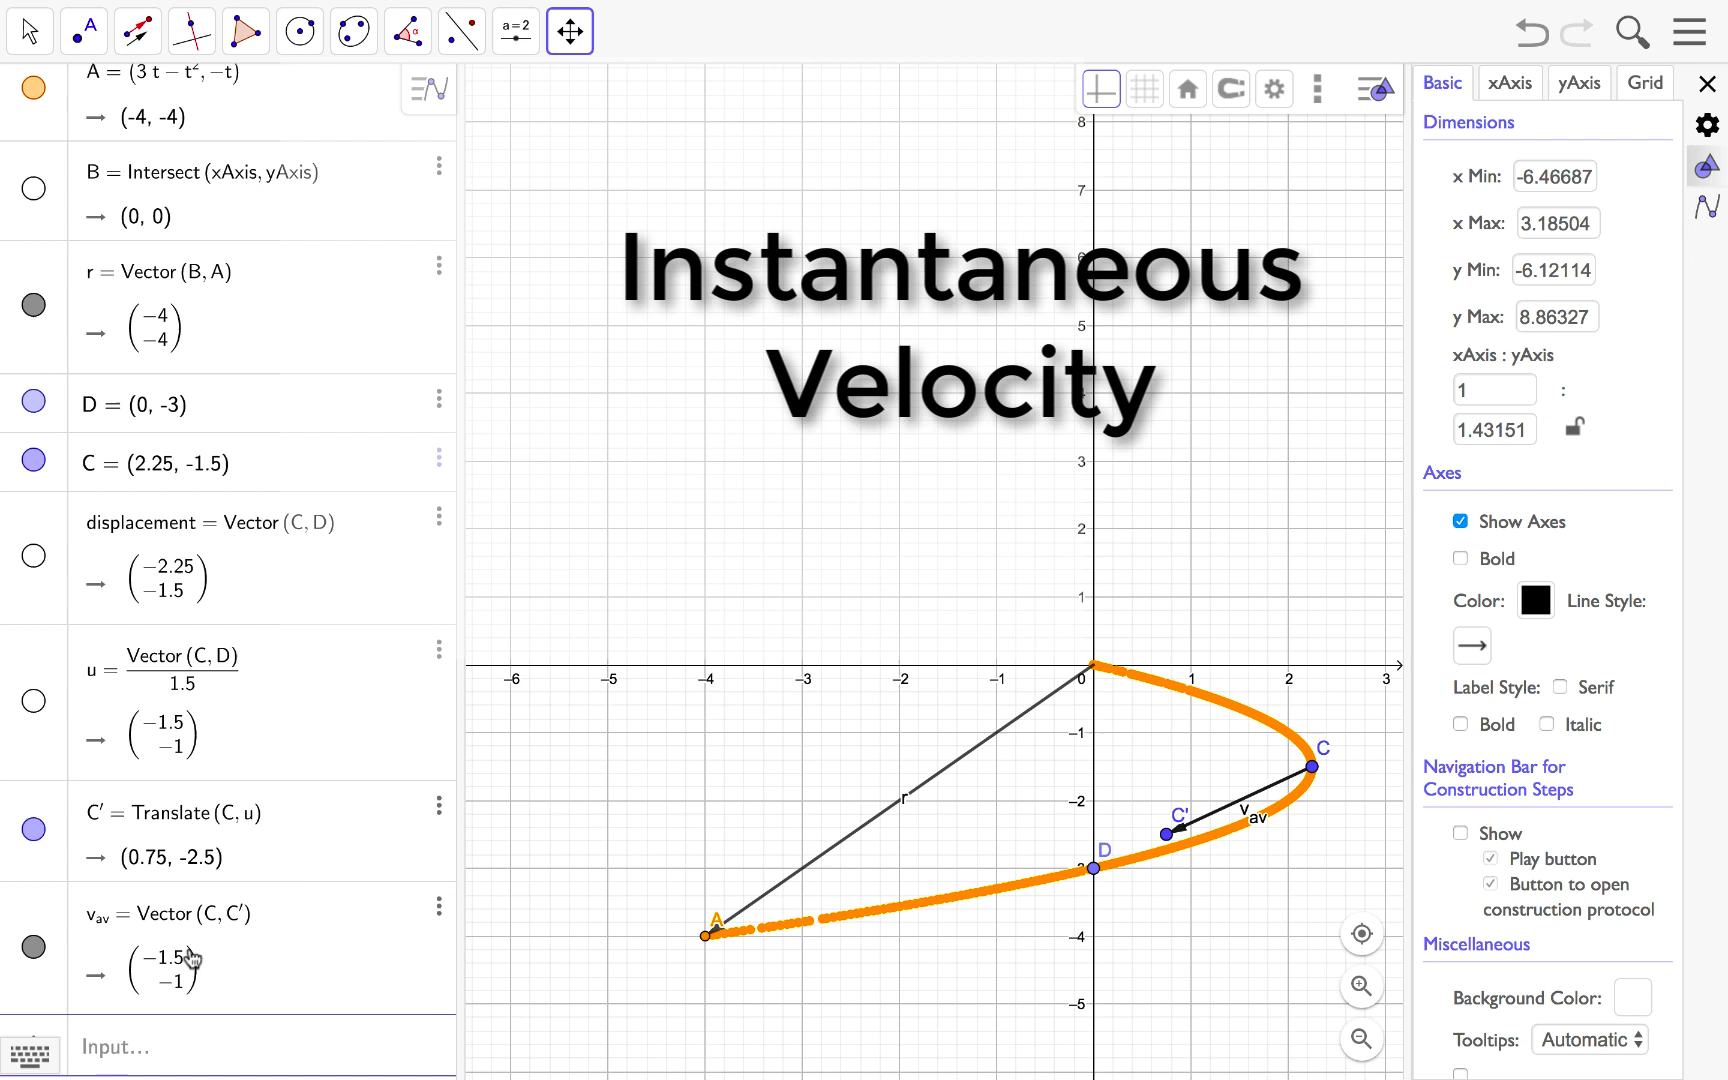 A
α
a = 2
A = (3 t − t², −t)
→ (-4, -4)
B = Intersect (xAxis, yAxis)
→ (0, 0)
r = Vector (B, A)
→ (−4
−4)
D = (0, -3)
C = (2.25, -1.5)
displacement = Vector (C, D)
→ (−2.25
−1.5)
u = Vector (C, D)
1.5
→ (−1.5
−1)
C′ = Translate (C, u)
→ (0.75, -2.5)
vav = Vector (C, C′)
→ (−1.5
−1)
Input...
Instantaneous
Velocity
8
7
5
3
2
1
−6 −5 −4 −3 −2 −1 0 1 2 3
−1
−2
−4
−5
r
C
C'
vav
D
A
Basic xAxis yAxis Grid
Dimensions
x Min: -6.46687
x Max: 3.18504
y Min: -6.12114
y Max: 8.86327
xAxis : yAxis
1 :
1.43151
Axes
Show Axes
Bold
Color: Line Style:
Label Style: Serif
Bold Italic
Navigation Bar for
Construction Steps
Show
Play button
Button to open
construction protocol
Miscellaneous
Background Color:
Tooltips: Automatic